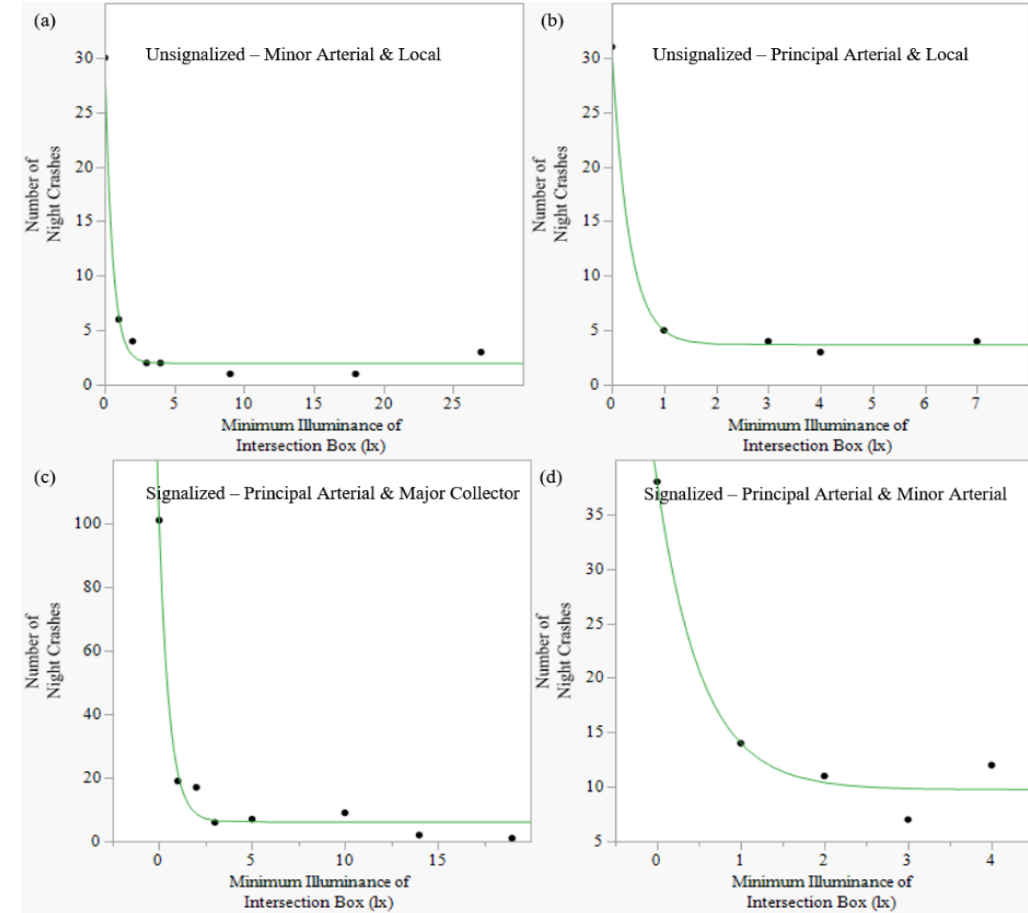 (a)
Unsignalized – Minor Arterial & Local
Number of
Night Crashes
30
25
20
15
10
5
0
0 5 10 15 20 25
Minimum Illuminance of
Intersection Box (lx)
(b)
Unsignalized – Principal Arterial & Local
Number of
Night Crashes
30
25
20
15
10
5
0
0 1 2 3 4 5 6 7
Minimum Illuminance of
Intersection Box (lx)
(c)
Signalized – Principal Arterial & Major Collector
Number of
Night Crashes
100
80
60
40
20
0
0 5 10 15
Minimum Illuminance of
Intersection Box (lx)
(d)
Signalized – Principal Arterial & Minor Arterial
Number of
Night Crashes
35
30
25
20
15
10
5
0 1 2 3 4
Minimum Illuminance of
Intersection Box (lx)